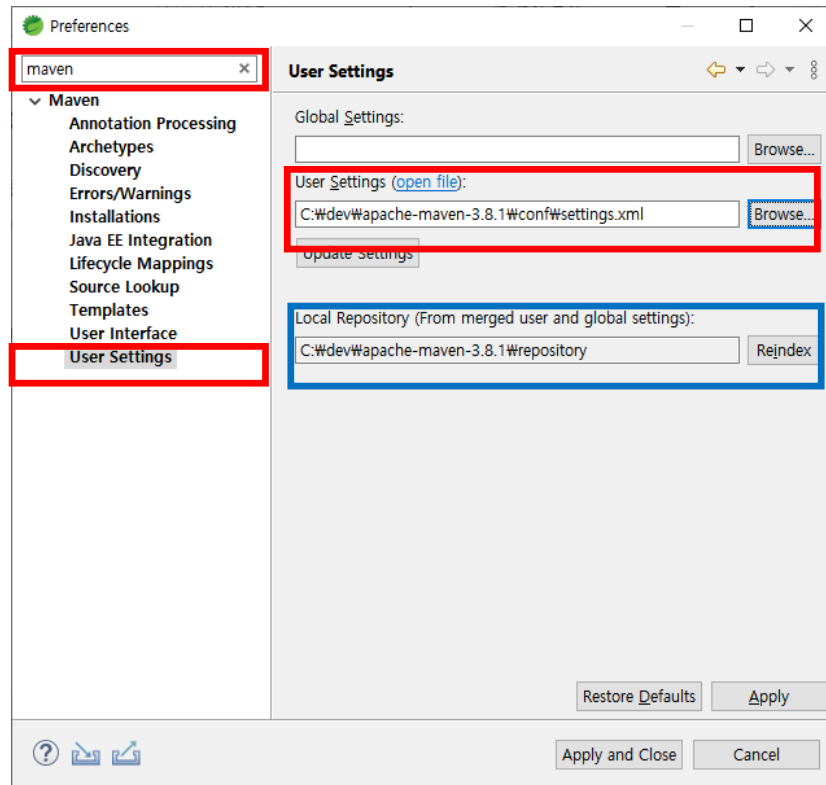 Preferences
maven
User Settings
Maven
Annotation Processing
Archetypes
Discovery
Errors/Warnings
Installations
Java EE Integration
Lifecycle Mappings
Source Lookup
Templates
User Interface
User Settings
Global Settings:
Browse...
User Settings (open file):
C:₩dev₩apache-maven-3.8.1₩conf₩settings.xml
Browse...
Update Settings
Local Repository (From merged user and global settings):
C:₩dev₩apache-maven-3.8.1₩repository
Reindex
Restore Defaults
Apply
Apply and Close
Cancel